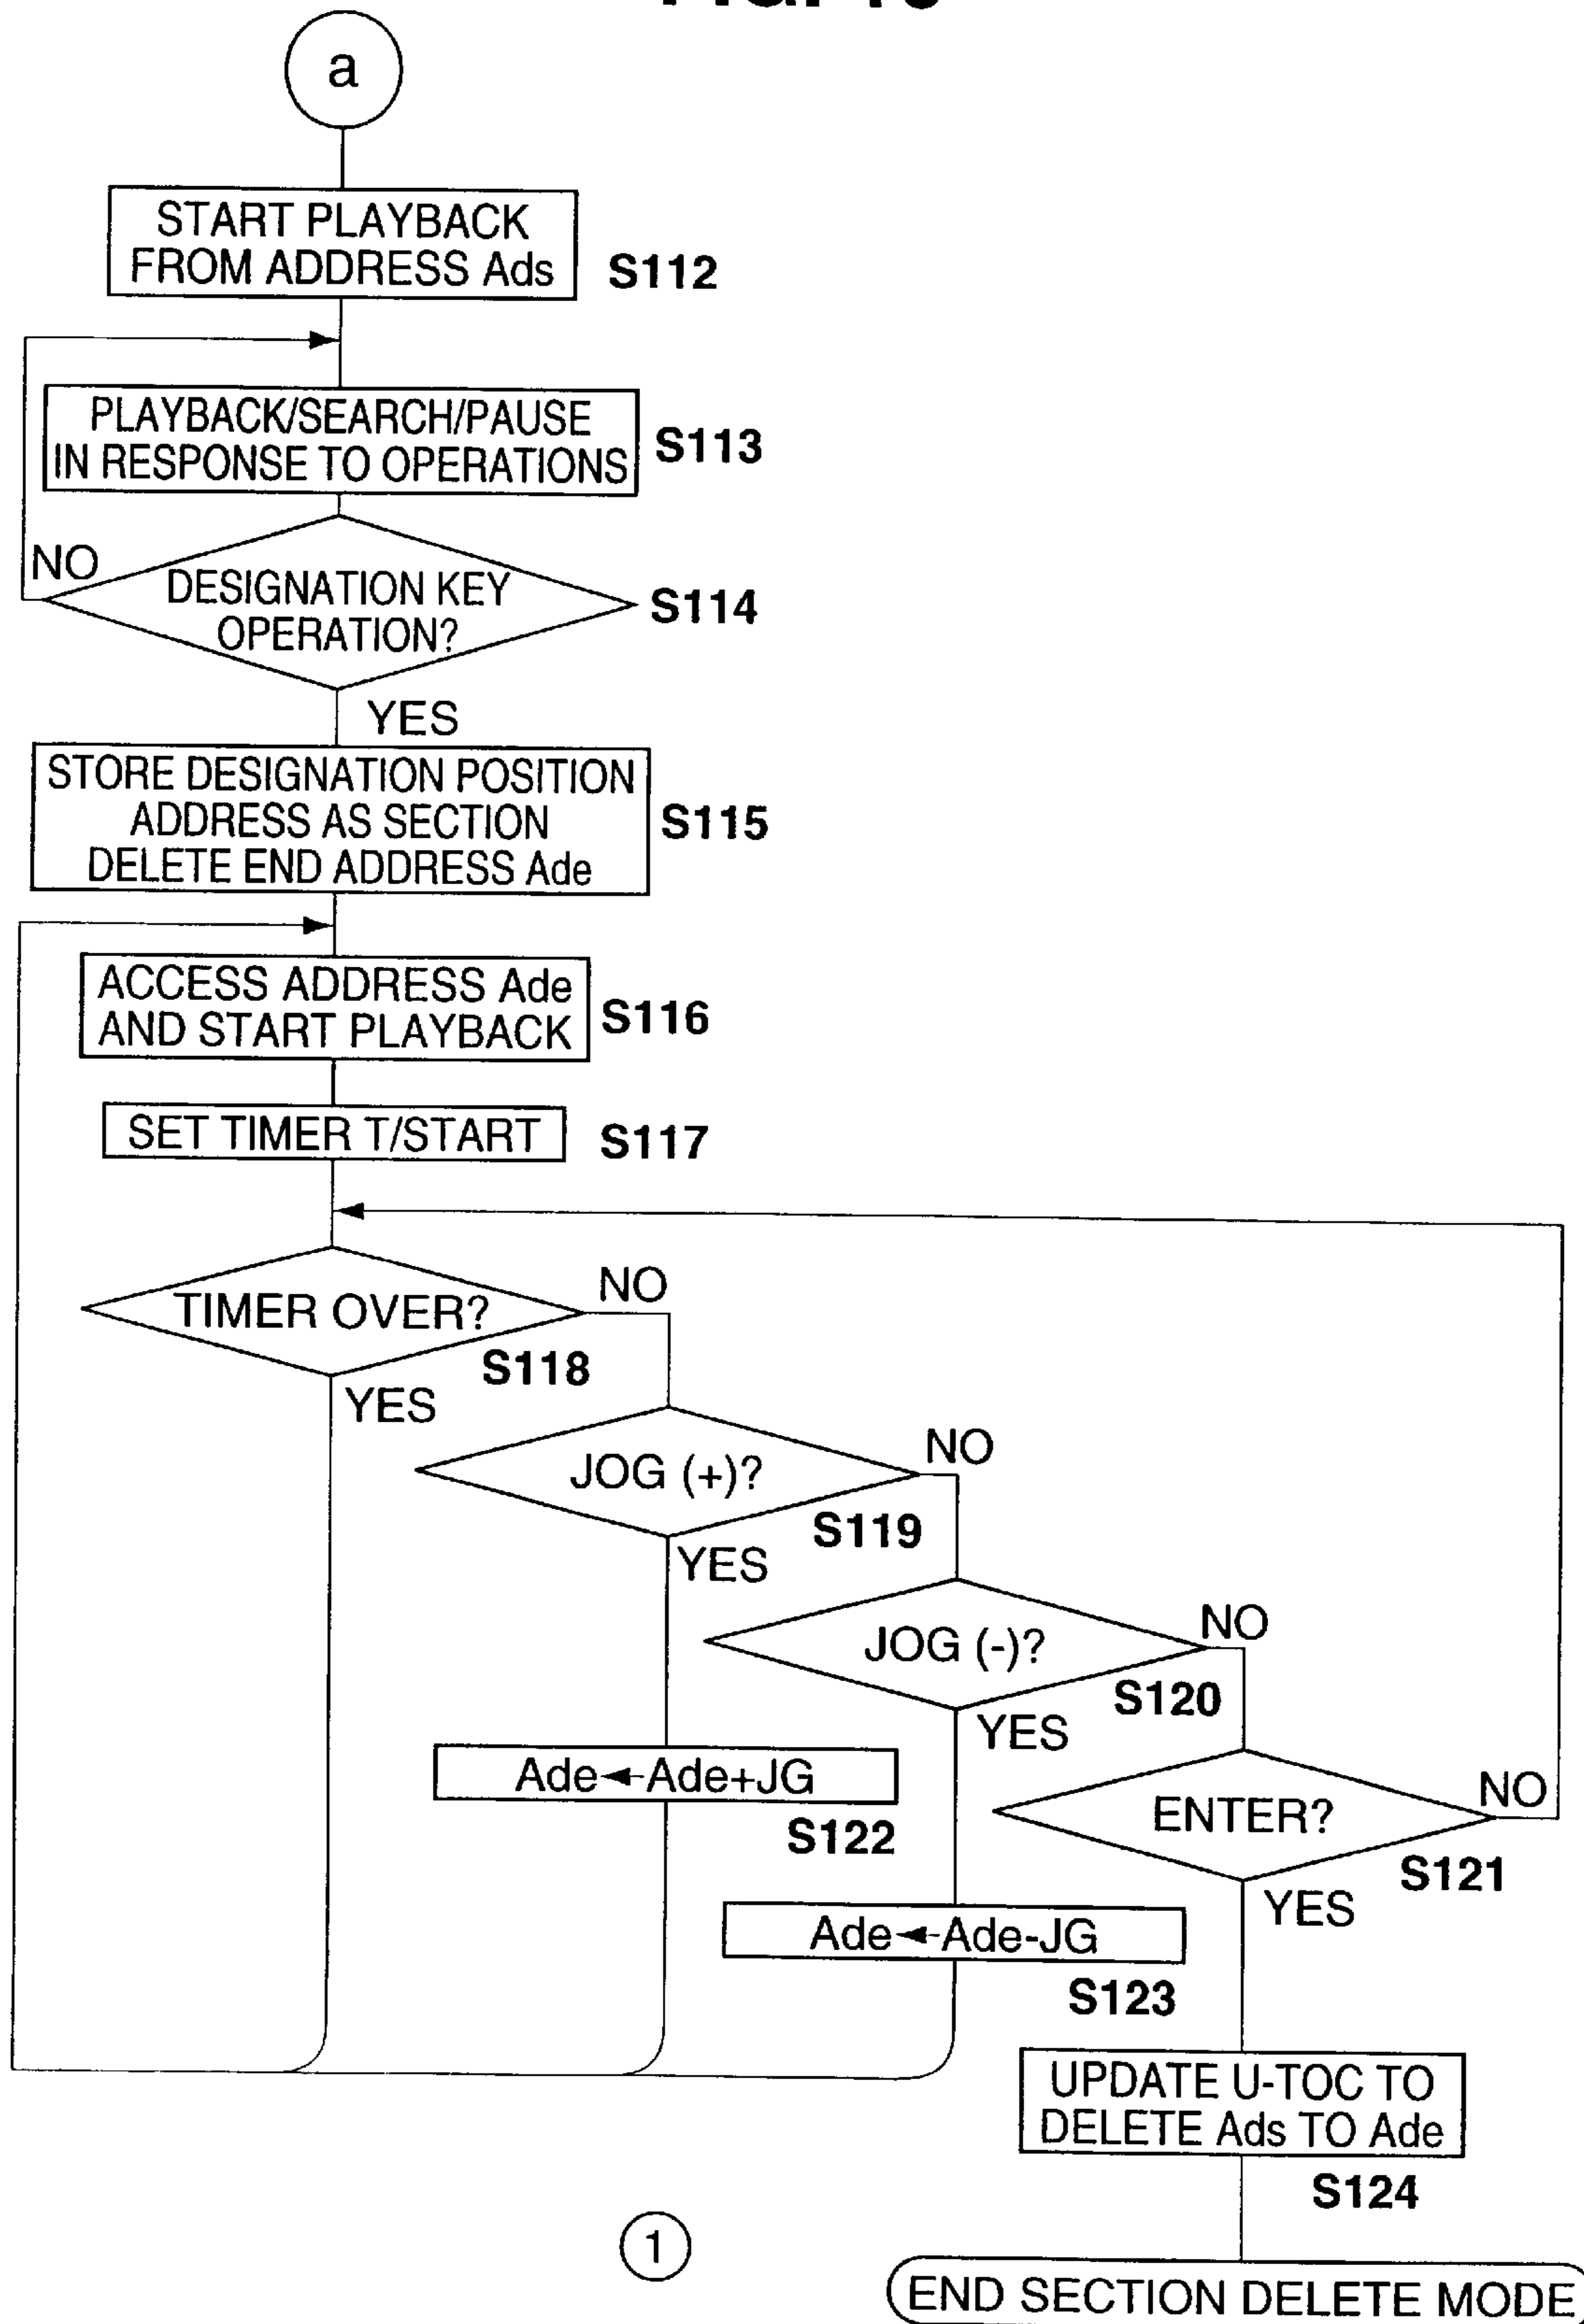 a
START PLAYBACK
FROM ADDRESS Ads
S112
PLAYBACK/SEARCH/PAUSE
IN RESPONSE TO OPERATIONS
S113
NO
DESIGNATION KEY
OPERATION?
S114
YES
STORE DESIGNATION POSITION
ADDRESS AS SECTION
DELETE END ADDRESS Ade
S115
ACCESS ADDRESS Ade
AND START PLAYBACK
S116
SET TIMER T/START
S117
TIMER OVER?
NO
S118
YES
JOG (+)?
NO
S119
YES
JOG (-)?
NO
S120
YES
Ade←Ade+JG
S122
ENTER?
NO
S121
YES
Ade←Ade-JG
S123
UPDATE U-TOC TO
DELETE Ads TO Ade
S124
1
END SECTION DELETE MODE